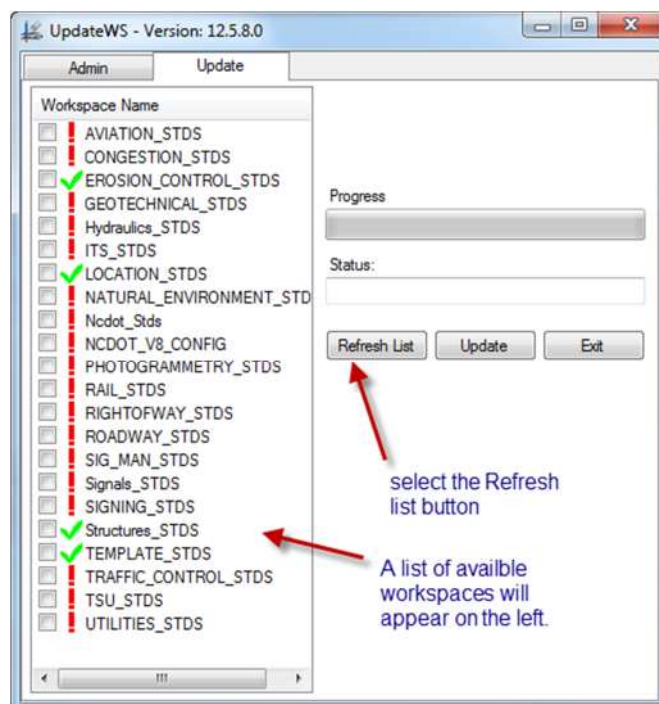 UpdateWS - Version: 12.5.8.0
Admin
Update
Workspace Name
AVIATION_STDS
CONGESTION_STDS
EROSION_CONTROL_STDS
GEOTECHNICAL_STDS
Hydraulics_STDS
ITS_STDS
LOCATION_STDS
NATURAL_ENVIRONMENT_STD
Ncdot_Stds
NCDOT_V8_CONFIG
PHOTOGRAMMETRY_STDS
RAIL_STDS
RIGHTOFWAY_STDS
ROADWAY_STDS
SIG_MAN_STDS
Signals_STDS
SIGNING_STDS
Structures_STDS
TEMPLATE_STDS
TRAFFIC_CONTROL_STDS
TSU_STDS
UTILITIES_STDS
Progress
Status:
Refresh List
Update
Exit
select the Refresh
list button
A list of availble
workspaces will
appear on the left.